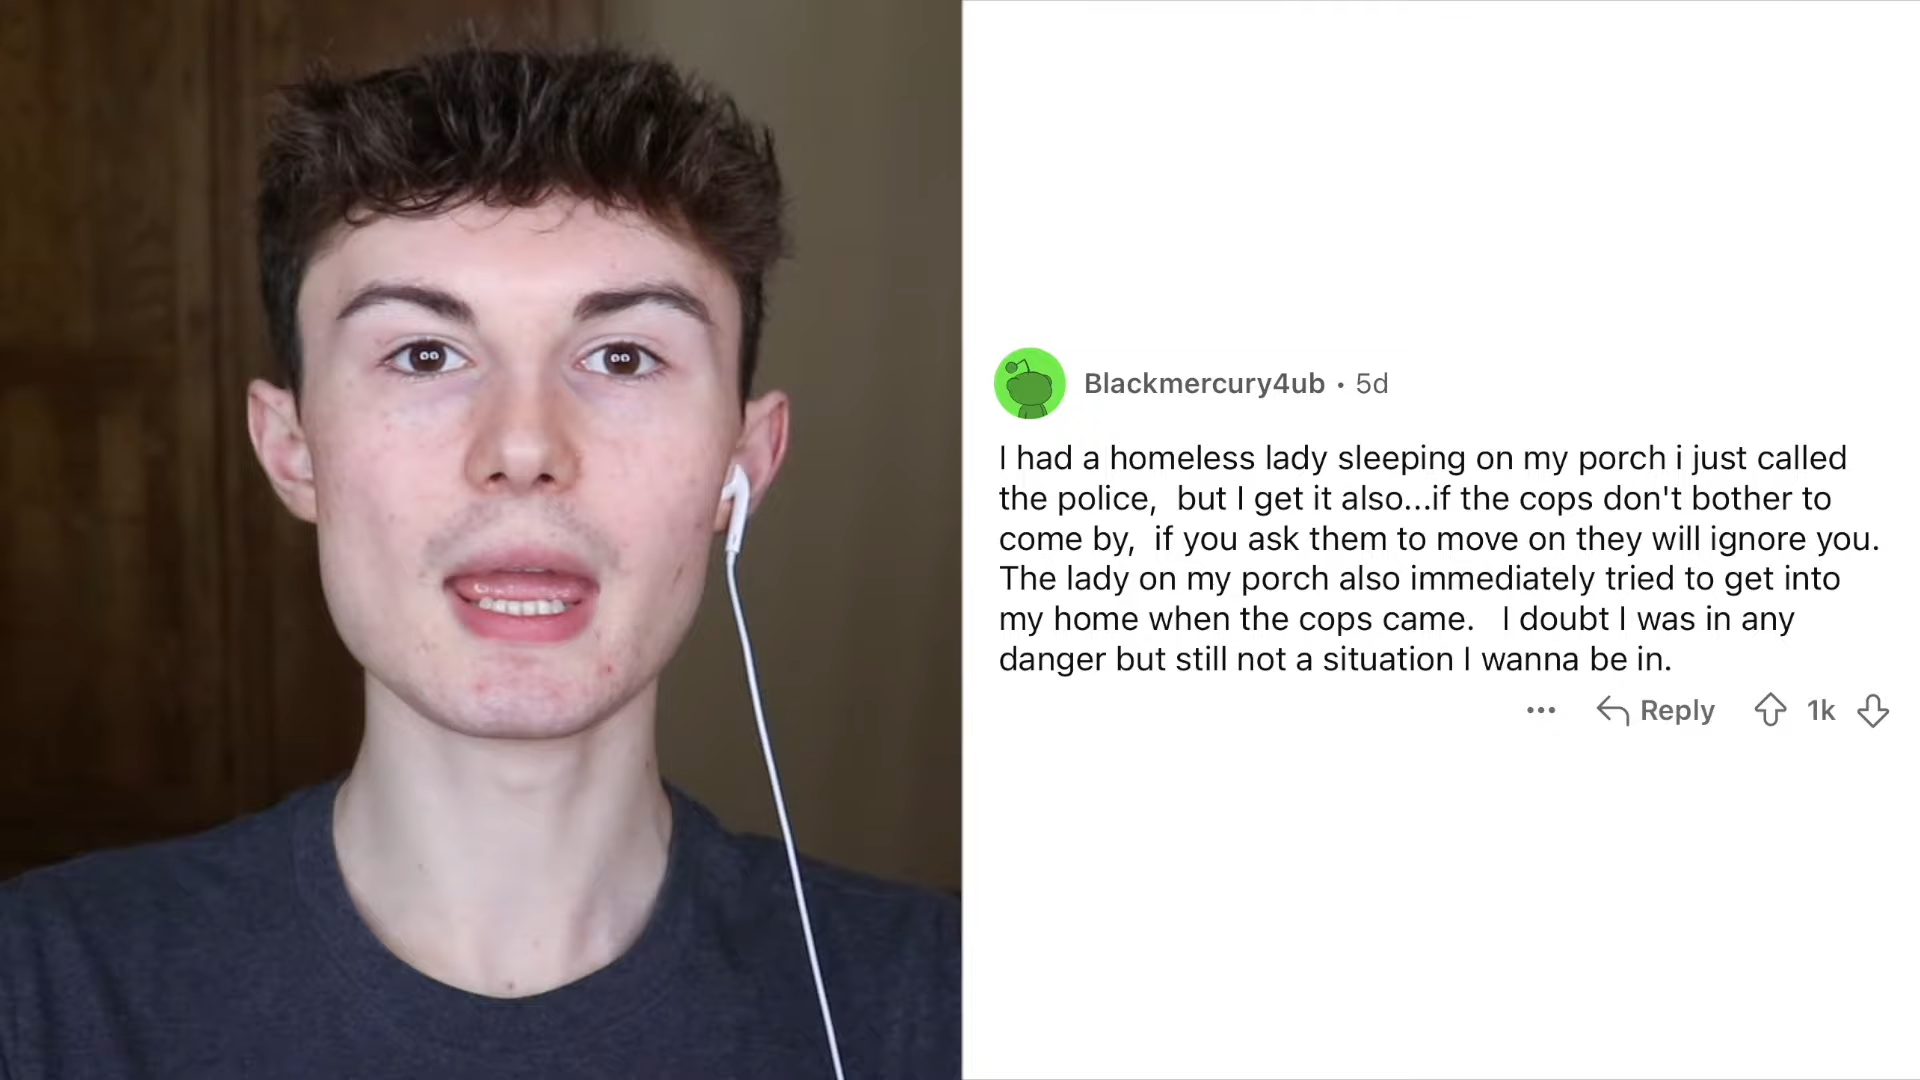 Blackmercury4ub • 5d
I had a homeless lady sleeping on my porch i just called
the police,  but I get it also...if the cops don't bother to
come by,  if you ask them to move on they will ignore you.
The lady on my porch also immediately tried to get into
my home when the cops came.   I doubt I was in any
danger but still not a situation I wanna be in.
Reply 1k